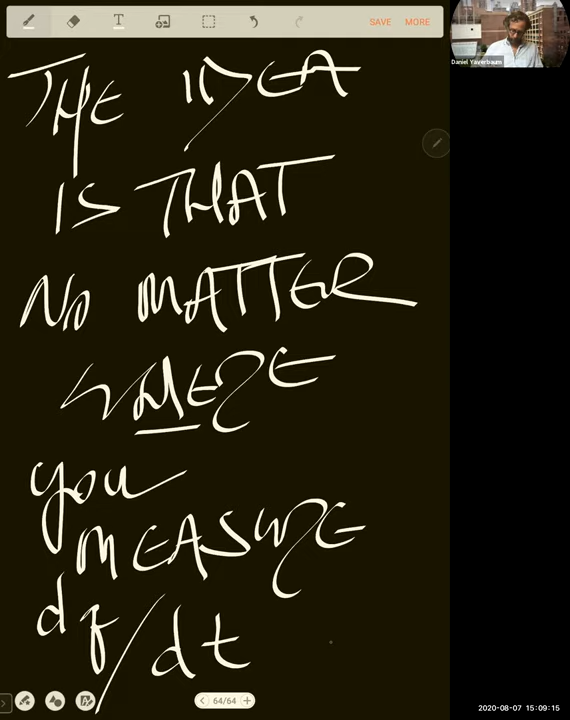 SAVE MORE
Daniel Yaverbaum
THE IDEA
IS THAT
NO MATTER
WHERE
you
MEASURE
dq/dt
64/64
2020-08-07 15:09:15